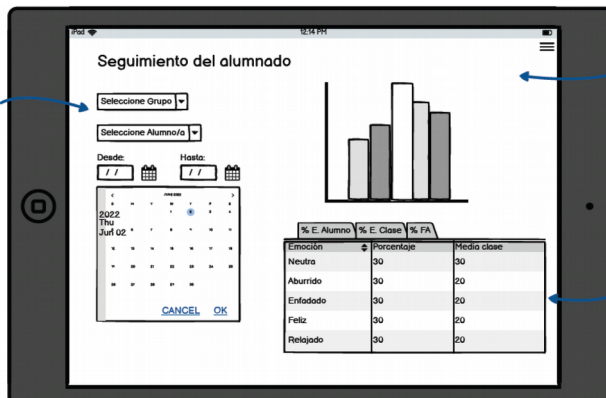 iPad
12:14 PM
Seguimiento del alumnado
Seleccione Grupo
Seleccione Alumno/a
Desde:
Hasta:
/ /
/ /
JUNE 2022
2022
Thu
Jun 02
CANCEL OK
% E. Alumno % E. Clase % FA
Emoción Porcentaje Media clase
Neutra 30 30
Aburrido 30 20
Enfadado 30 20
Feliz 30 20
Relajado 30 20